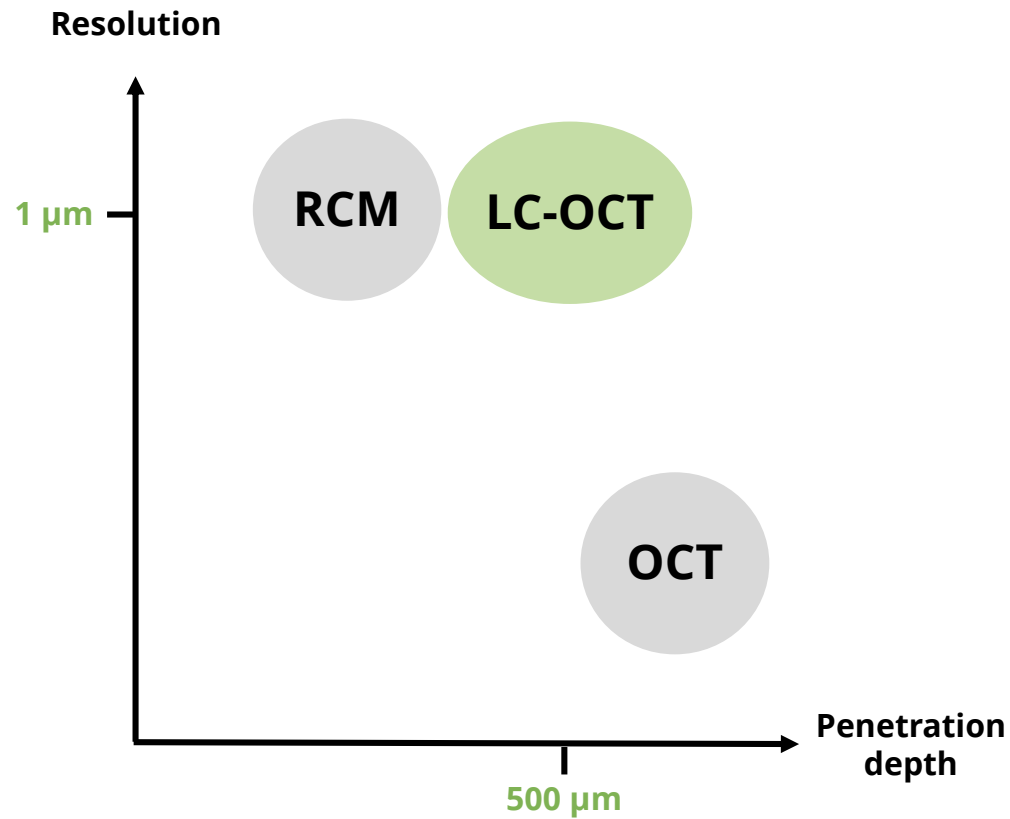 Resolution
RCM
LC-OCT
1 µm
OCT
Penetration
depth
500 µm